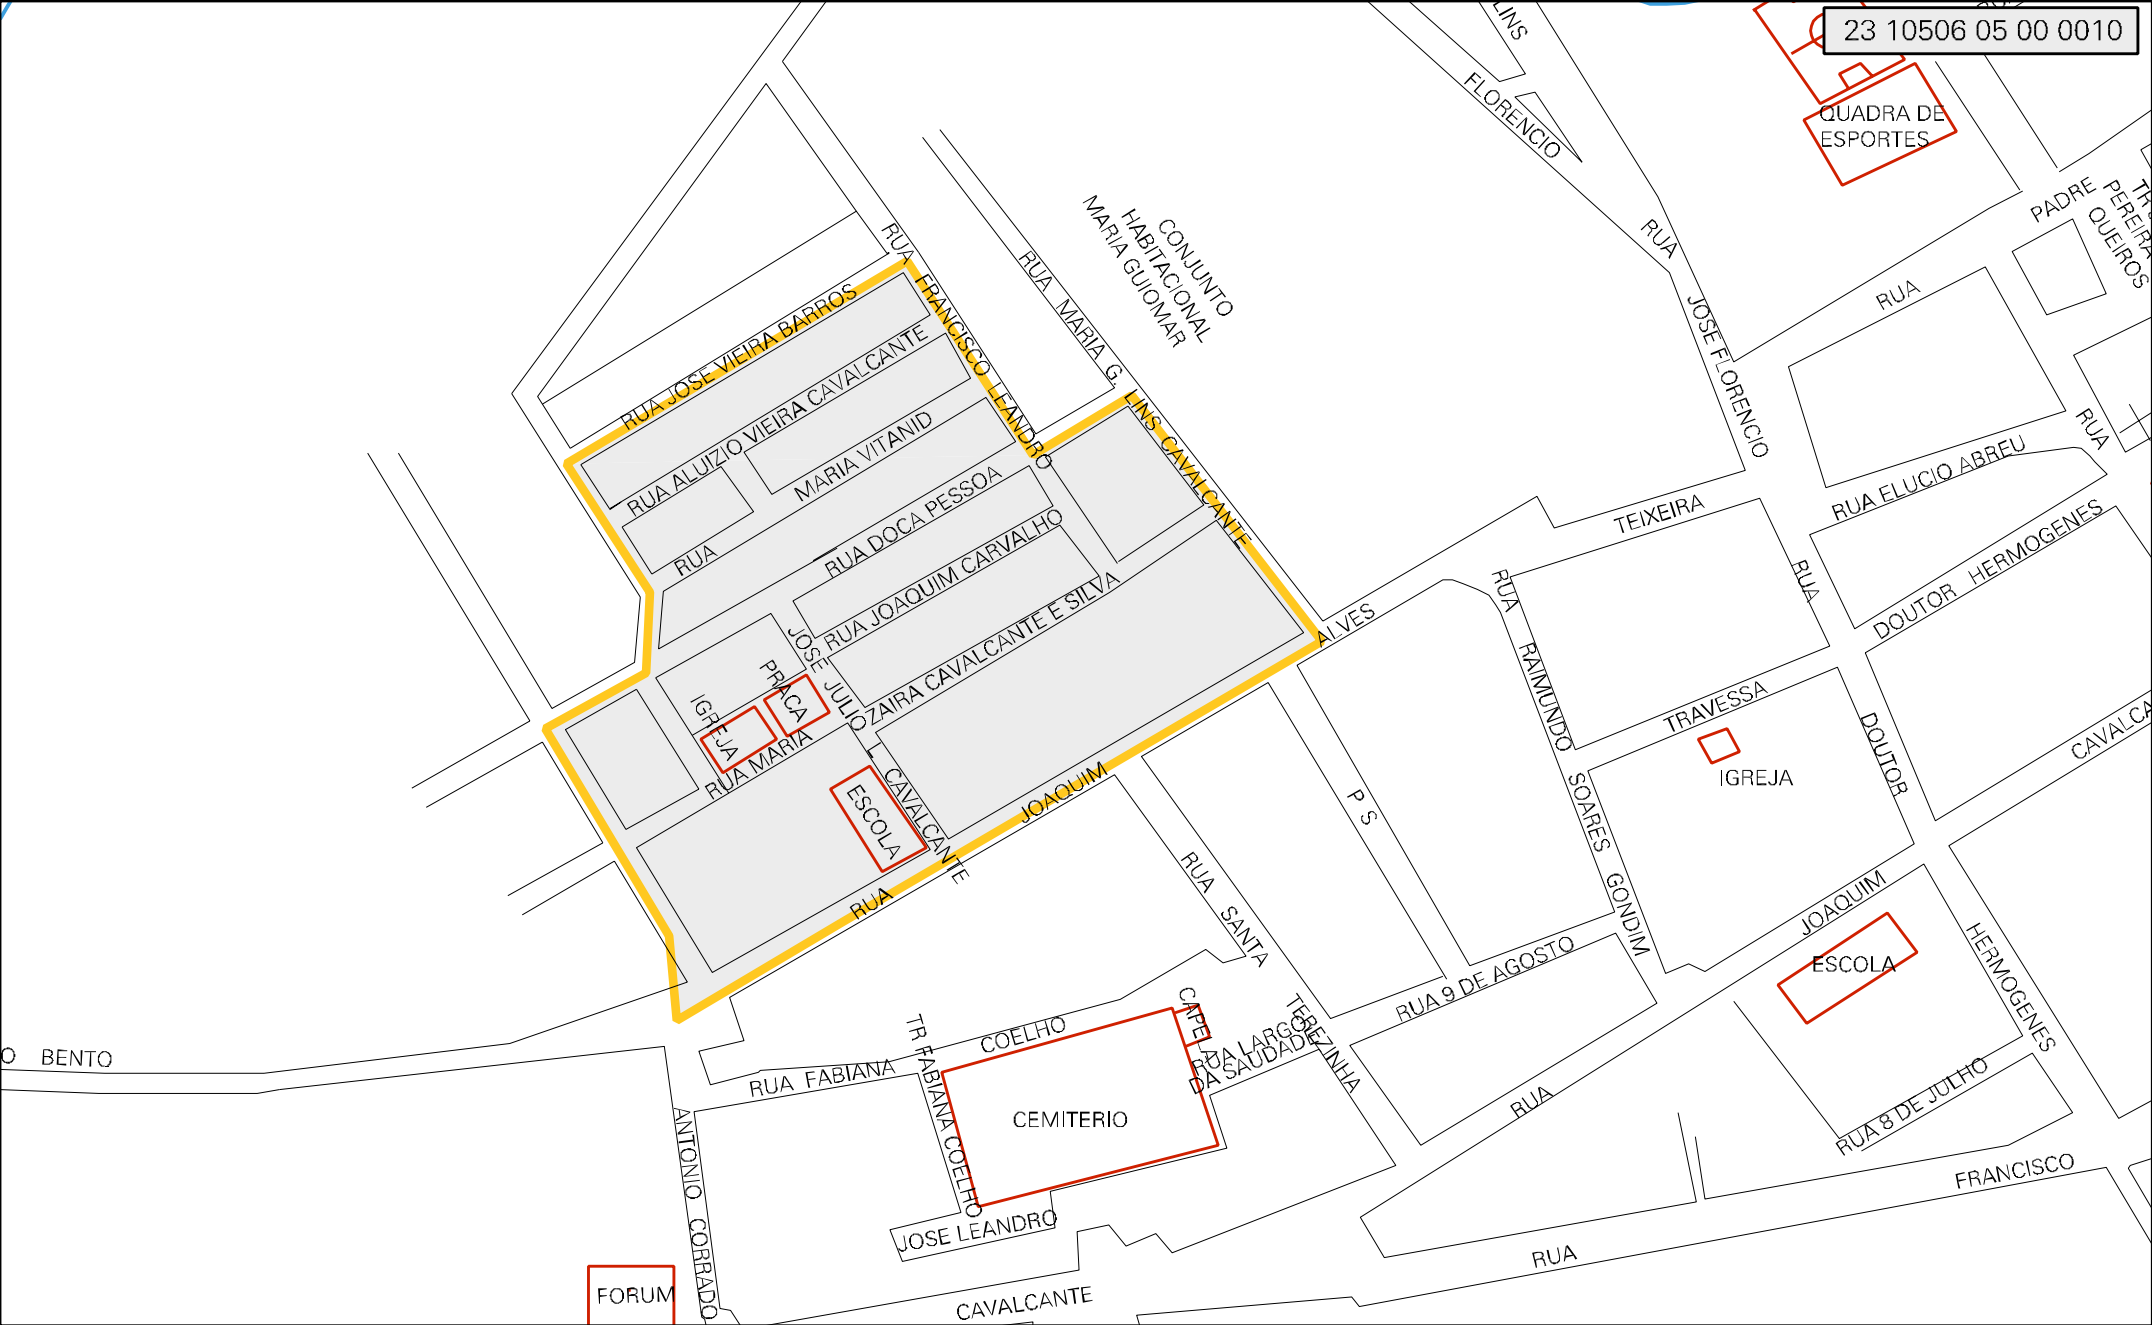 23 10506 05 00 0010
LINS
FLORENCIO
QUADRA DE
ESPORTES
PADRE
PEREIRA
QUEIROS
RUA
RUA
JOSE FLORENCIO
CONJUNTO
HABITACIONAL
MARIA GUIOMAR
RUA MARIA G. LINS CAVALCANTE
RUA FRANCISCO LEANDRO
RUA JOSE VIEIRA BARROS
RUA ALUIZIO VIEIRA CAVALCANTE
RUA MARIA VITANID
RUA DOCA PESSOA
RUA JOAQUIM CARVALHO
RUA MARIA OZAIRA CAVALCANTE E SILVA
JOSE JULIO L CAVALCANTE
PRACA
IGREJA
ESCOLA
RUA JOAQUIM ALVES TEIXEIRA
RUA ELUCIO ABREU
RUA
DOUTOR HERMOGENES
RUA
RUA RAIMUNDO SOARES GONDIM
TRAVESSA
IGREJA
DOUTOR HERMOGENES
P S
RUA SANTA TEREZINHA
RUA 9 DE AGOSTO
RUA JOAQUIM
ESCOLA
RUA 8 DE JULHO
RUA FRANCISCO
CAPELA
RUA LARGO
DA SAUDADE
RUA FABIANA COELHO
TR FABIANA COELHO
CEMITERIO
JOSE LEANDRO
O BENTO
ANTONIO CORRADO
FORUM
CAVALCANTE